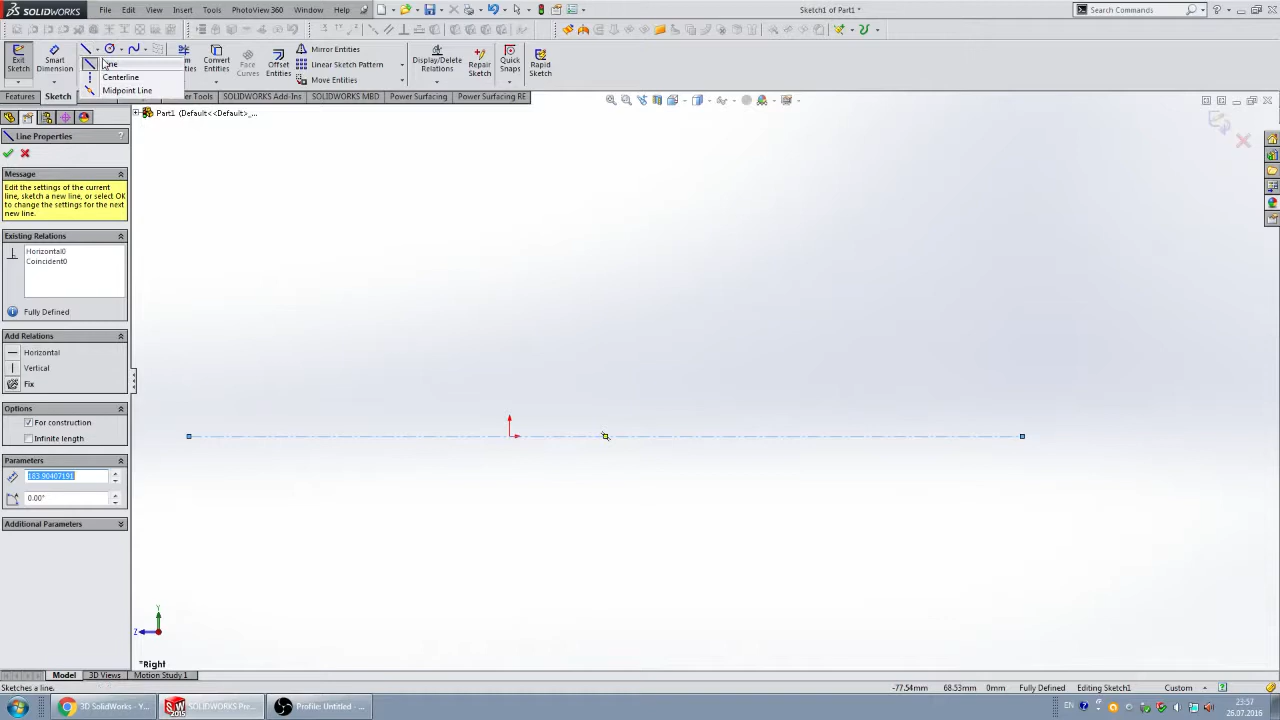 SOLIDWORKS File Edit View Insert Tools PhotoView 360 Window Help Sketch1 of Part1 * Search Commands
Exit Sketch
Smart Dimension
Convert Entities
Face Curves
Offset Entities
Mirror Entities
Linear Sketch Pattern
Move Entities
Display/Delete Relations
Repair Sketch
Quick Snaps
Rapid Sketch
Centerline
Midpoint Line
Features Sketch SOLIDWORKS Add-Ins SOLIDWORKS MBD Power Surfacing Power Surfacing RE
Part1 (Default<<Default>_...
Line Properties ?
Message
Edit the settings of the current
line, sketch a new line, or select OK
to change the settings for the next
new line.
Existing Relations
Horizontal0
Coincident0
Fully Defined
Add Relations
Horizontal
Vertical
Fix
Options
For construction
Infinite length
Parameters
183.90407191
0.00°
Additional Parameters
Y
Z
*Right
Model 3D Views Motion Study 1
Sketches a line. -77.54mm 68.53mm 0mm Fully Defined Editing Sketch1 Custom
3D SolidWorks - Y... SOLIDWORKS Pre... Profile: Untitled - ... EN 23:57
26.07.2016